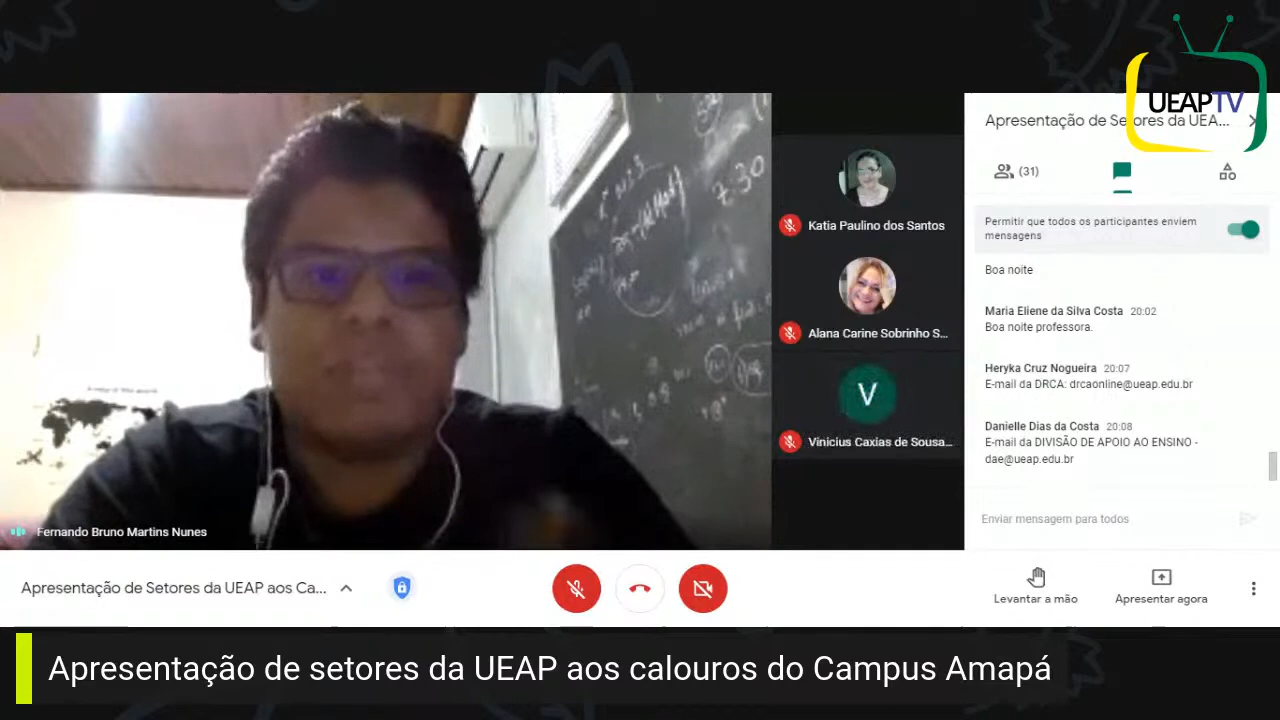 UEAPTV
Apresentação de Setores da UEA...
(31)
Permitir que todos os participantes enviem
mensagens
Boa noite
Maria Eliene da Silva Costa 20:02
Boa noite professora.
Heryka Cruz Nogueira 20:07
E-mail da DRCA: drcaonline@ueap.edu.br
Danielle Dias da Costa 20:08
E-mail da DIVISÃO DE APOIO AO ENSINO -
dae@ueap.edu.br
Enviar mensagem para todos
7:30
Katia Paulino dos Santos
Alana Carine Sobrinho S...
V
Vinicius Caxias de Sousa...
Fernando Bruno Martins Nunes
Apresentação de Setores da UEAP aos Ca...
Levantar a mão
Apresentar agora
Apresentação de setores da UEAP aos calouros do Campus Amapá